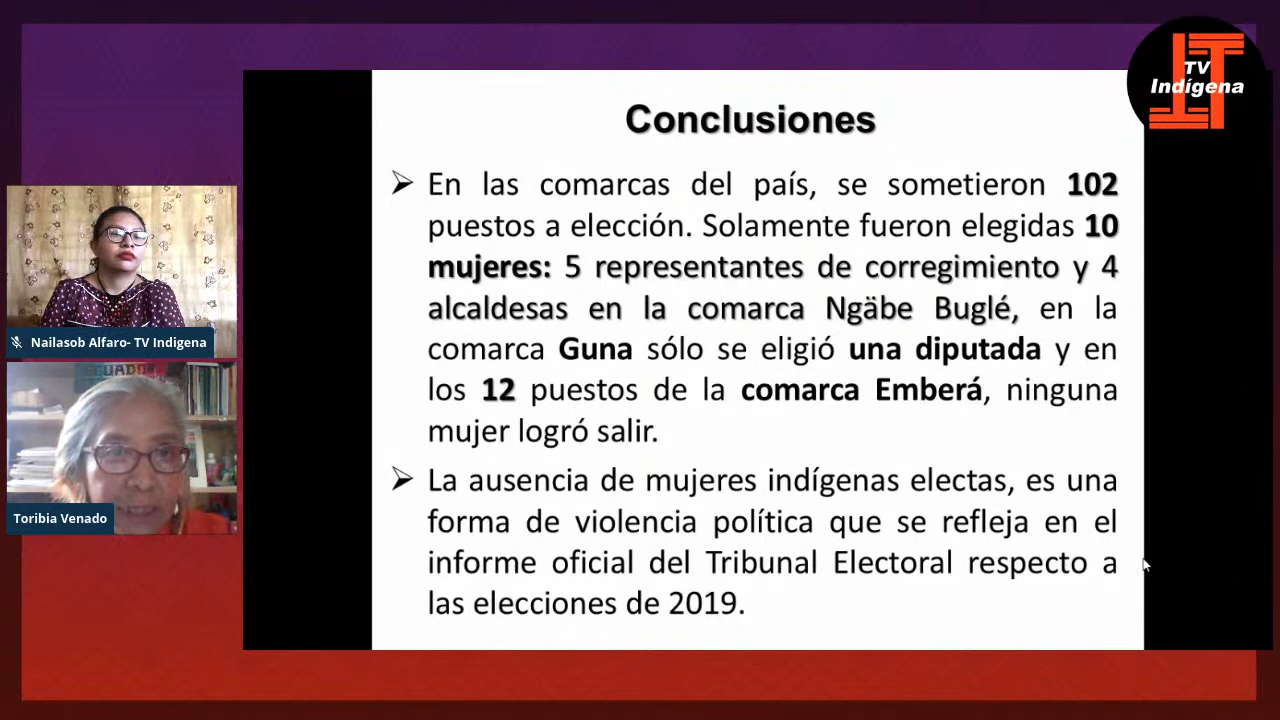 TV
Indígena
Conclusiones
➢ En las comarcas del país, se sometieron 102
puestos a elección. Solamente fueron elegidas 10
mujeres: 5 representantes de corregimiento y 4
alcaldesas en la comarca Ngäbe Buglé, en la
comarca Guna sólo se eligió una diputada y en
los 12 puestos de la comarca Emberá, ninguna
mujer logró salir.
➢ La ausencia de mujeres indígenas electas, es una
forma de violencia política que se refleja en el
informe oficial del Tribunal Electoral respecto a
las elecciones de 2019.
Nailasob Alfaro- TV Indigena
ECUADOR
Toribia Venado